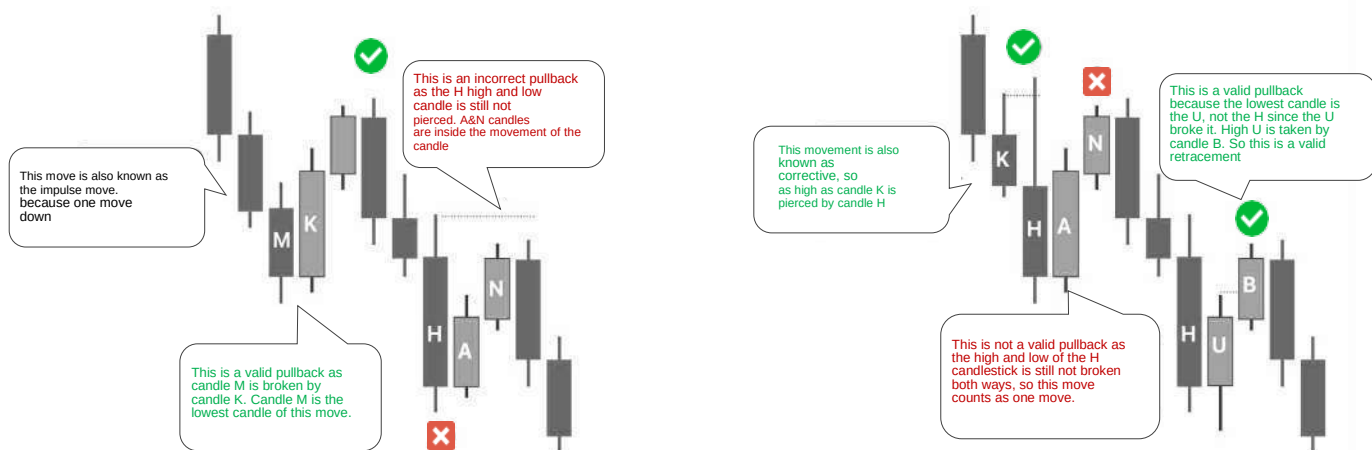 This is an incorrect pullback
as the H high and low
candle is still not
pierced. A&N candles
are inside the movement of the
candle
This move is also known as
the impulse move.
because one move
down
M
K
H
A
N
This is a valid pullback as
candle M is broken by
candle K. Candle M is the
lowest candle of this move.
This is a valid pullback
because the lowest candle is
the U, not the H since the U
broke it. High U is taken by
candle B. So this is a valid
retracement
This movement is also
known as
corrective, so
as high as candle K is
pierced by candle H
K
H
A
N
H
U
B
This is not a valid pullback as
the high and low of the H
candlestick is still not broken
both ways, so this move
counts as one move.